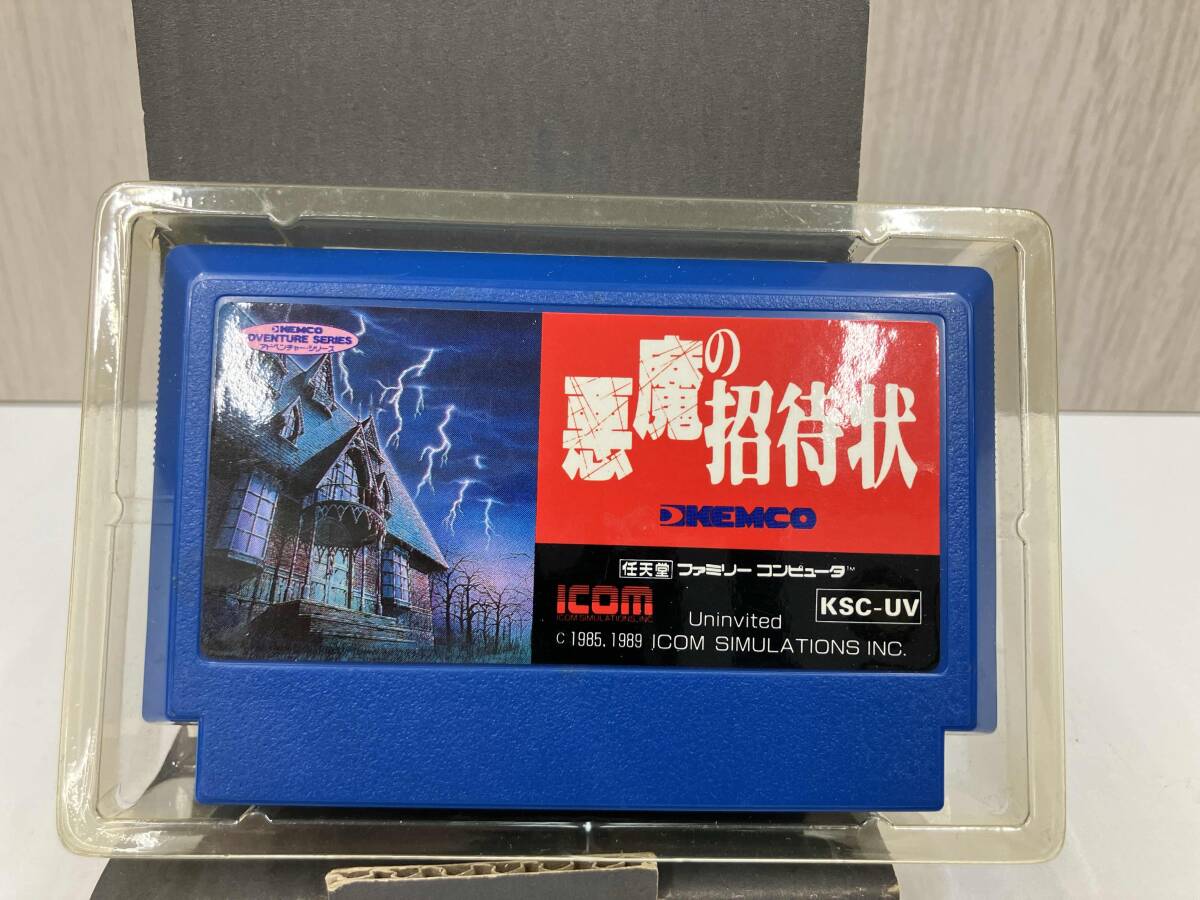 KEMCO
ADVENTURE SERIES
アドベンチャー・シリーズ
悪魔の招待状
KEMCO
任天堂 ファミリー コンピュータ™
ICOM
ICOM SIMULATIONS, INC.
KSC-UV
Uninvited
C 1985, 1989 ICOM SIMULATIONS INC.